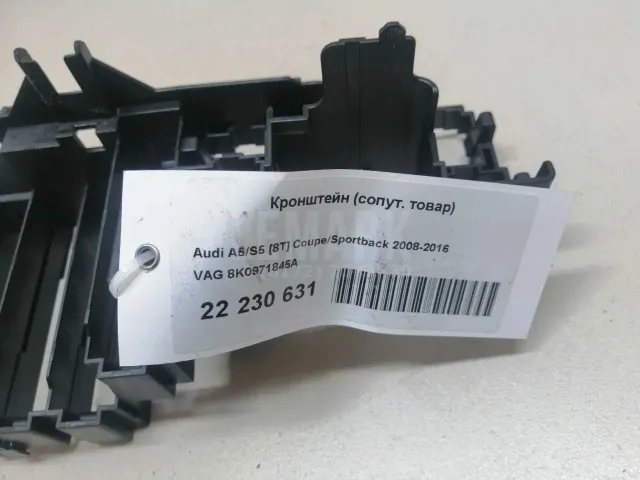 Кронштейн (сопут. товар)
Audi A5/S5 [8T] Coupe/Sportback 2008-2016
VAG 8K0971845A
22 230 631